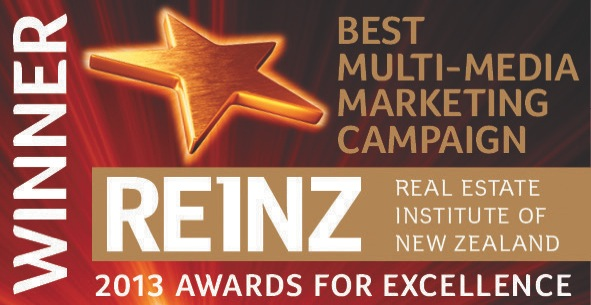 WINNER
BEST
MULTI-MEDIA
MARKETING
CAMPAIGN
REINZ
REAL ESTATE
INSTITUTE OF
NEW ZEALAND
2013 AWARDS FOR EXCELLENCE